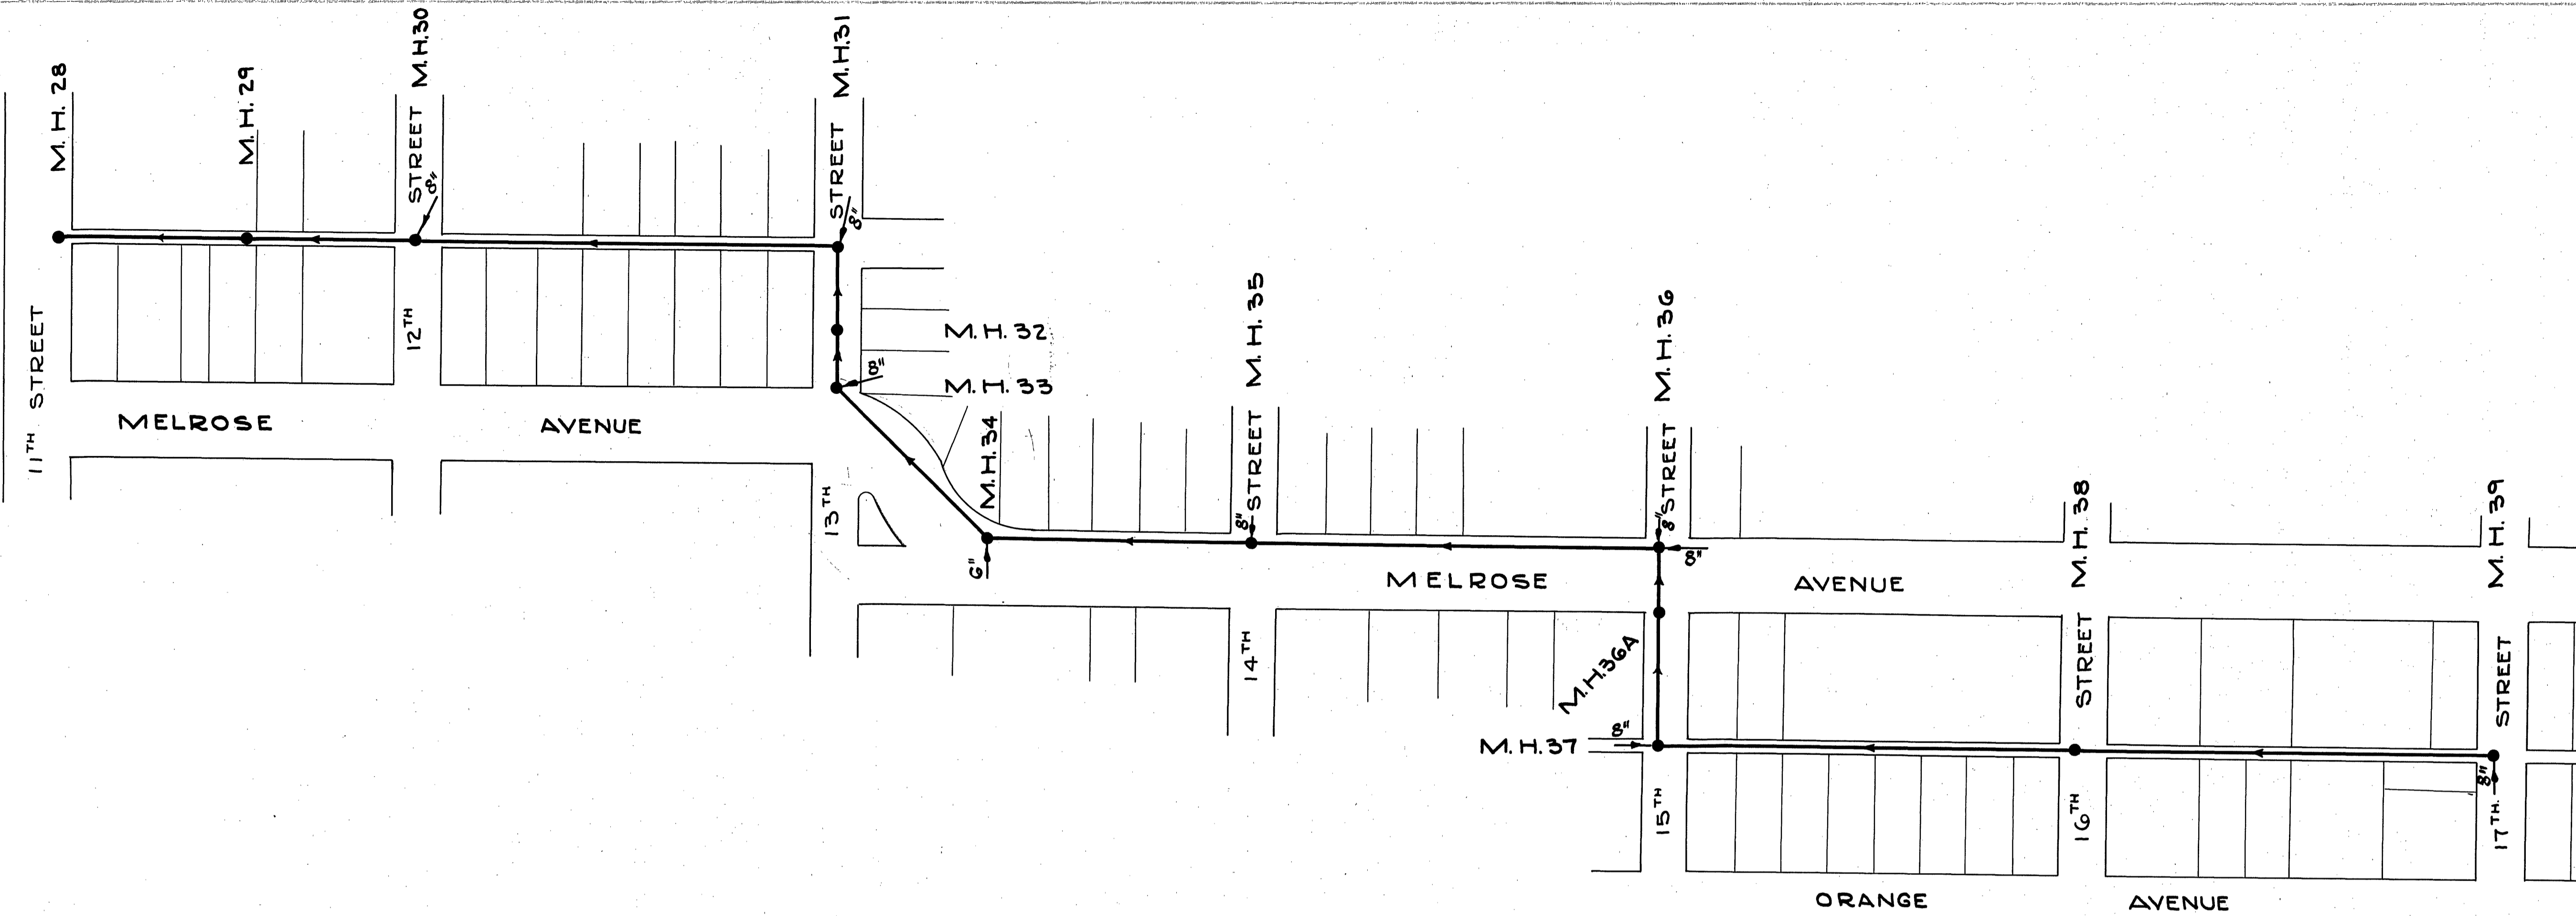 M. H. 28
M. H. 29
STREET M.H.30
STREET M.H.31
8"
8"
11TH. STREET
12TH
M. H. 32
8"
M. H. 33
MELROSE AVENUE
13TH
M. H. 34
6"
8" STREET M. H. 35
14TH
8" STREET M. H. 36
8"
MELROSE AVENUE
M.H.36A
M. H. 37
8"
15TH
STREET M. H. 38
16TH
STREET M. H. 39
8"
17TH.
ORANGE AVENUE